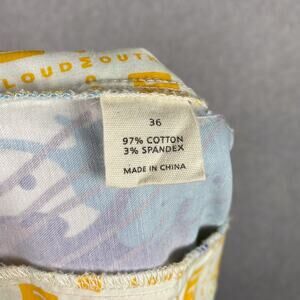 LOUDMOUTH
36
97% COTTON
3% SPANDEX
MADE IN CHINA